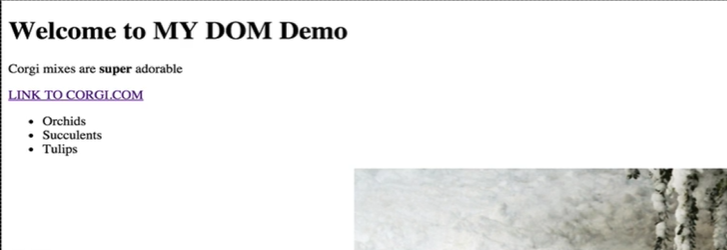 Welcome to MY DOM Demo
Corgi mixes are super adorable
LINK TO CORGI.COM
Orchids
Succulents
Tulips